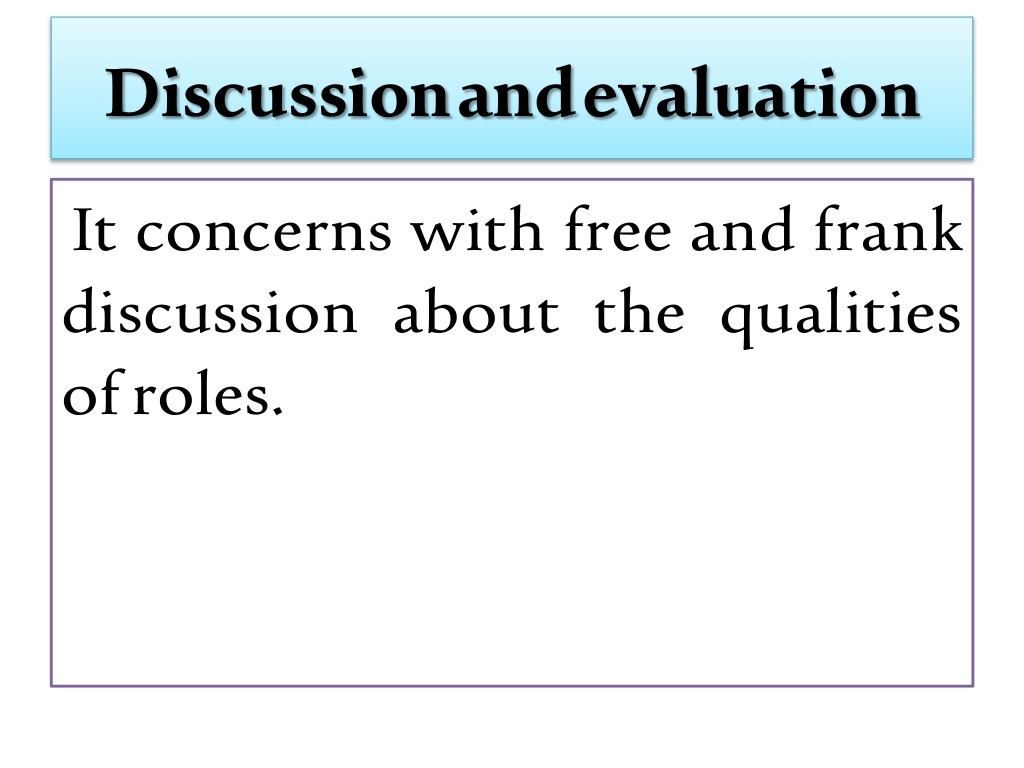 Discussion and evaluation
It concerns with free and frank
discussion about the qualities
of roles.